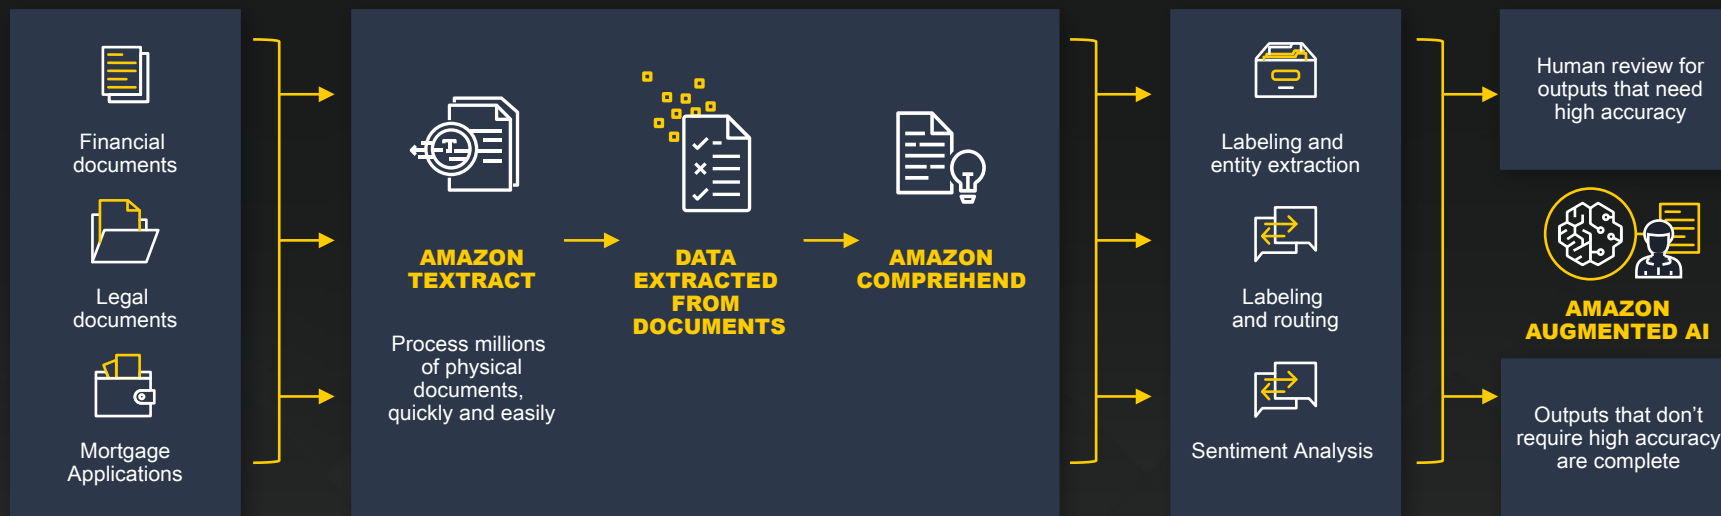 Financial
documents
Legal
documents
Mortgage
Applications
AMAZON
TEXTRACT
Process millions
of physical
documents,
quickly and easily
DATA
EXTRACTED
FROM
DOCUMENTS
AMAZON
COMPREHEND
Labeling and
entity extraction
Labeling
and routing
Sentiment Analysis
Human review for
outputs that need
high accuracy
AMAZON
AUGMENTED AI
Outputs that don’t
require high accuracy
are complete